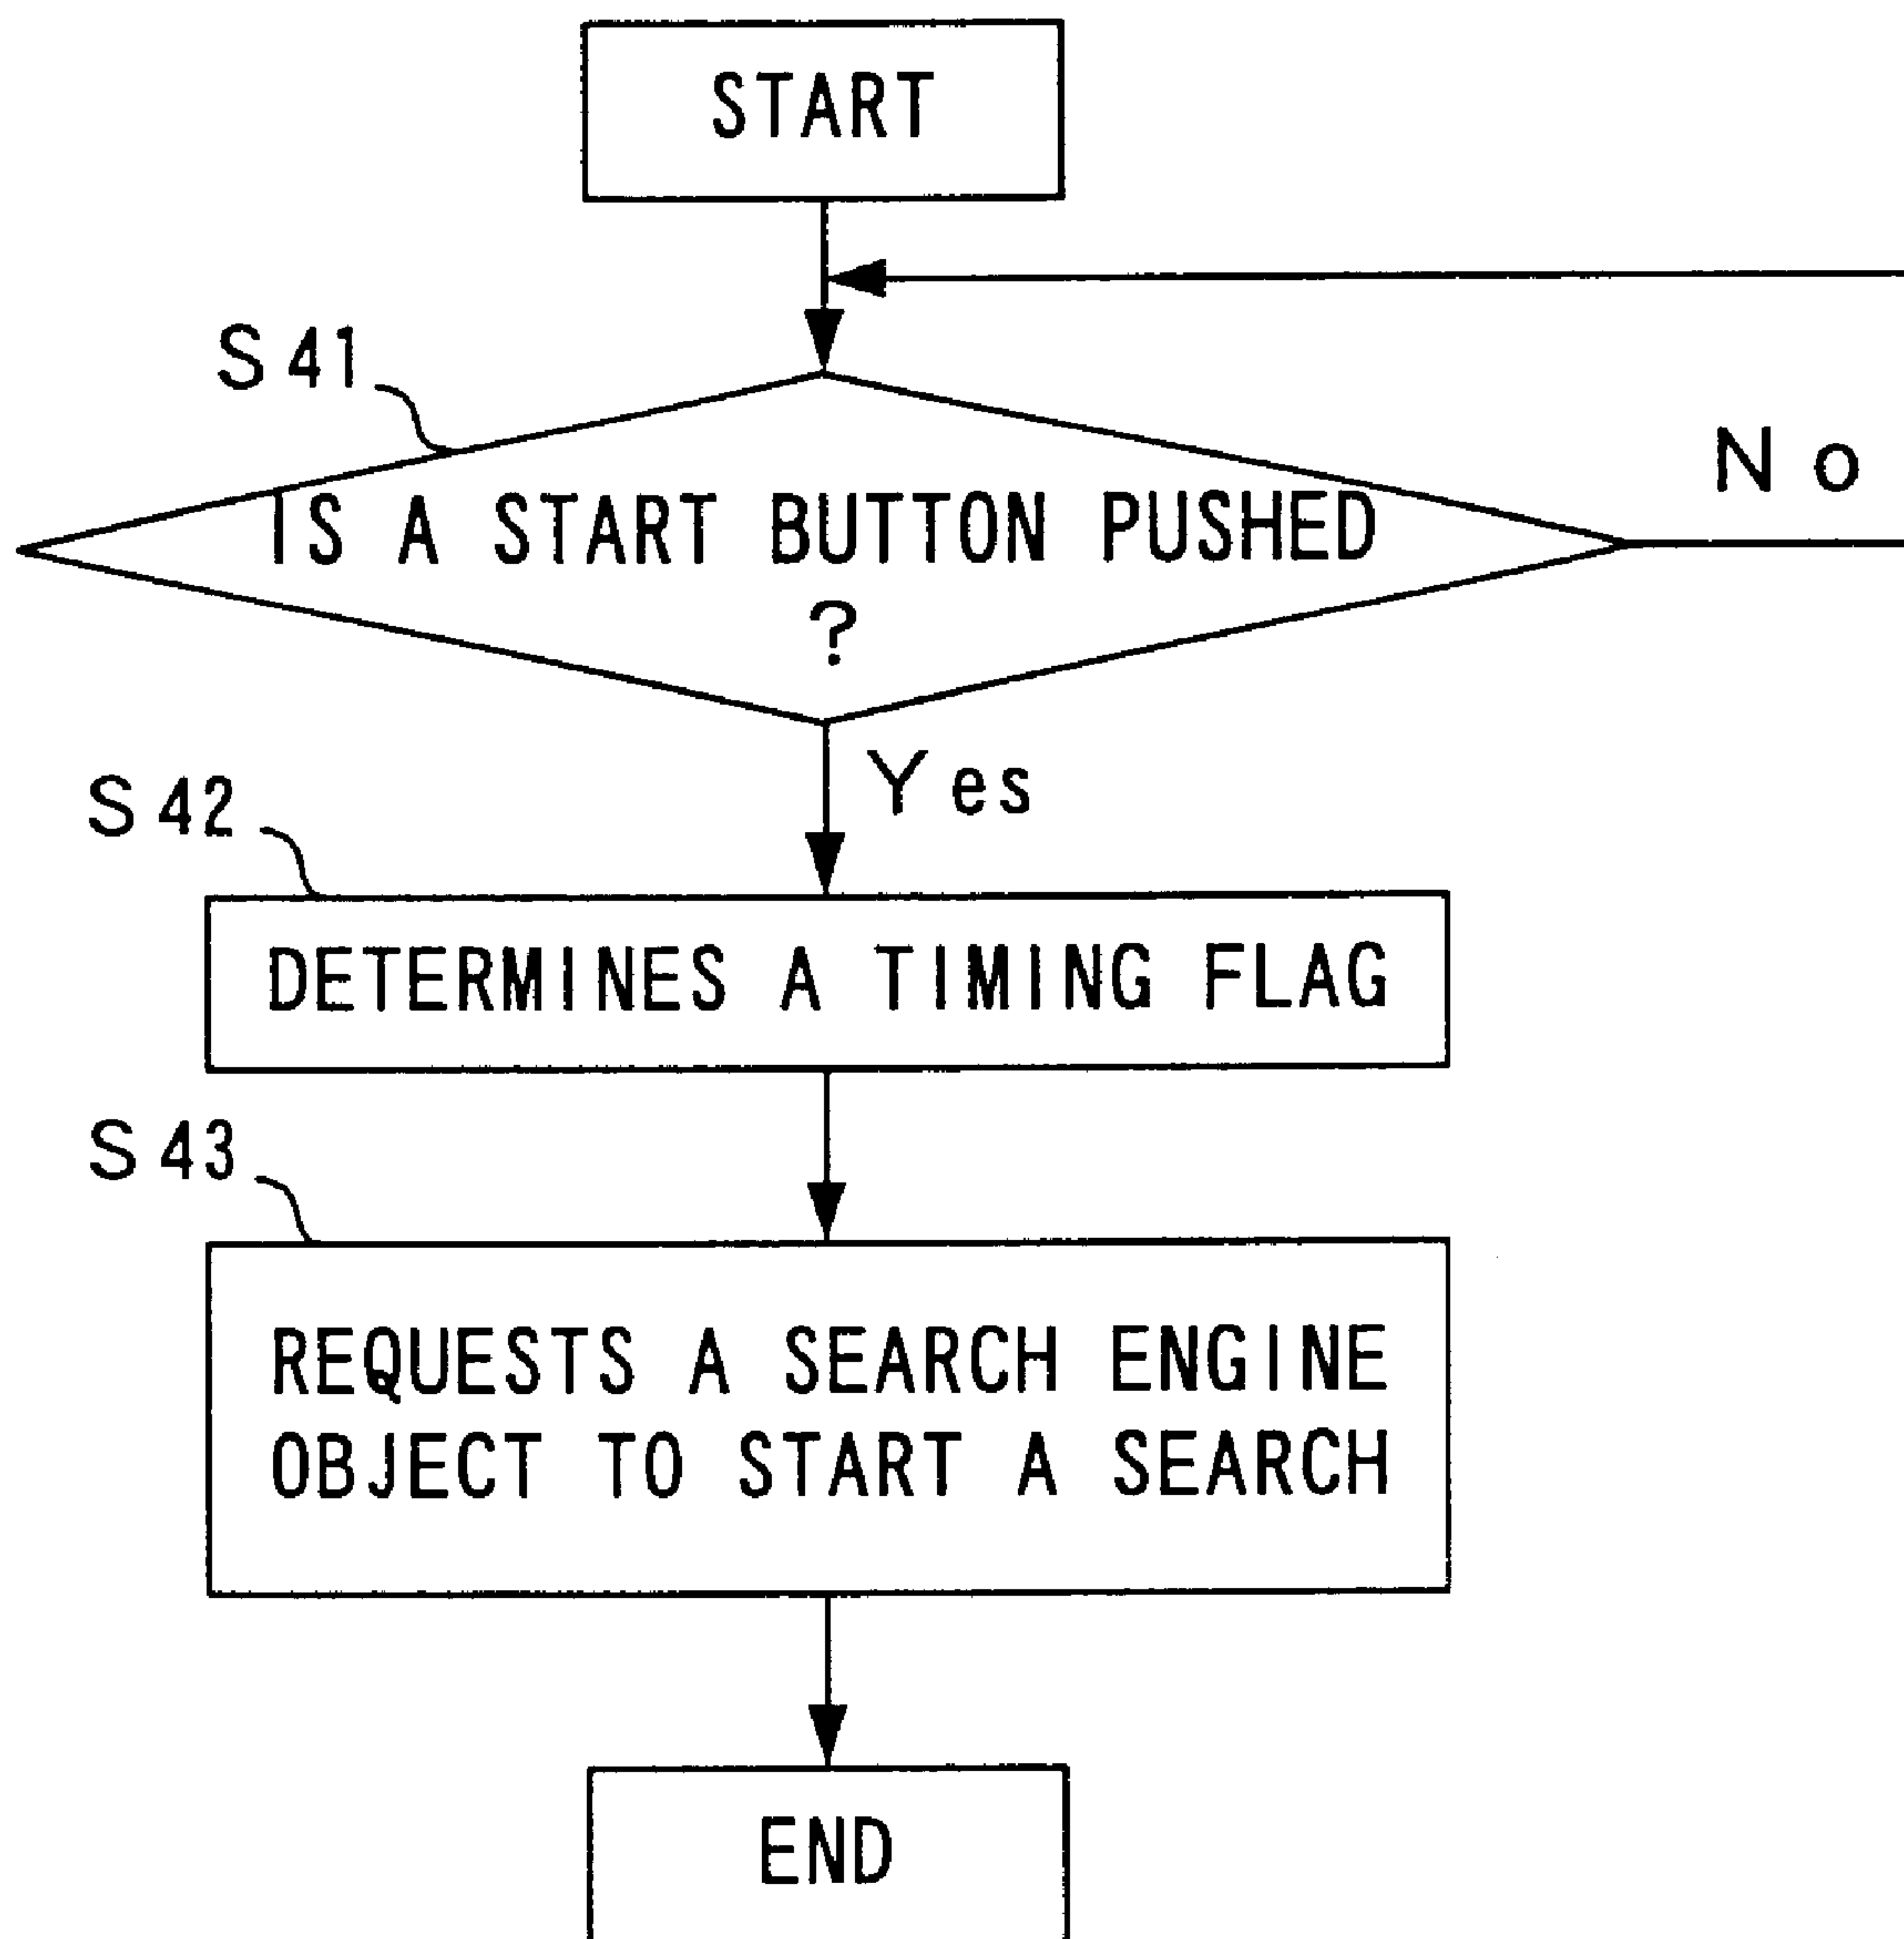 START
S41
IS A START BUTTON PUSHED
?
No
Yes
S42
DETERMINES A TIMING FLAG
S43
REQUESTS A SEARCH ENGINE
OBJECT TO START A SEARCH
END